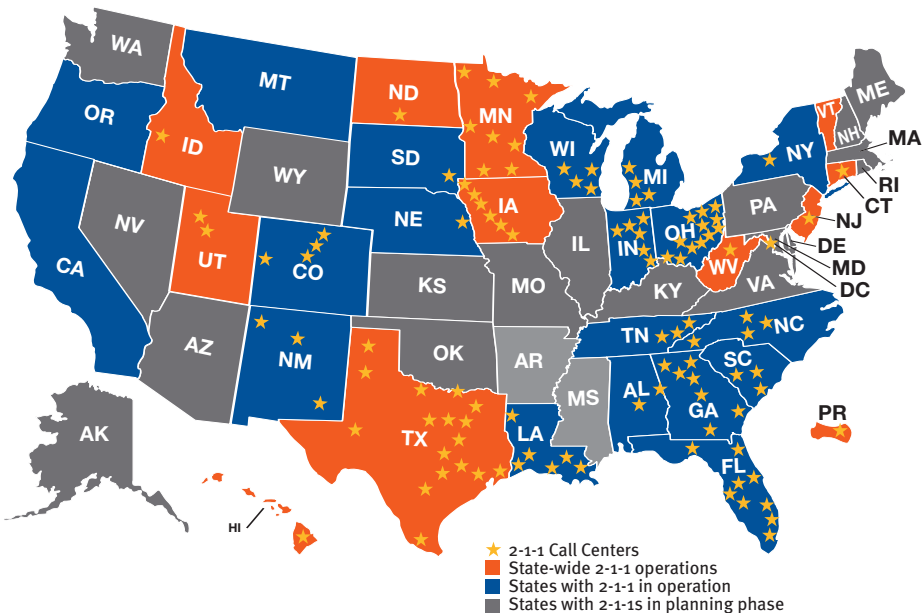 WA
MT
ND
MN
ME
VT
NH
OR
ID
SD
WI
MI
NY
MA
RI
CT
WY
NE
IA
PA
NJ
NV
UT
CO
IL
IN
OH
WV
DE
MD
DC
CA
KS
MO
KY
VA
AZ
NM
OK
AR
TN
NC
SC
TX
LA
MS
AL
GA
PR
AK
HI
FL
2-1-1 Call Centers
State-wide 2-1-1 operations
States with 2-1-1 in operation
States with 2-1-1s in planning phase